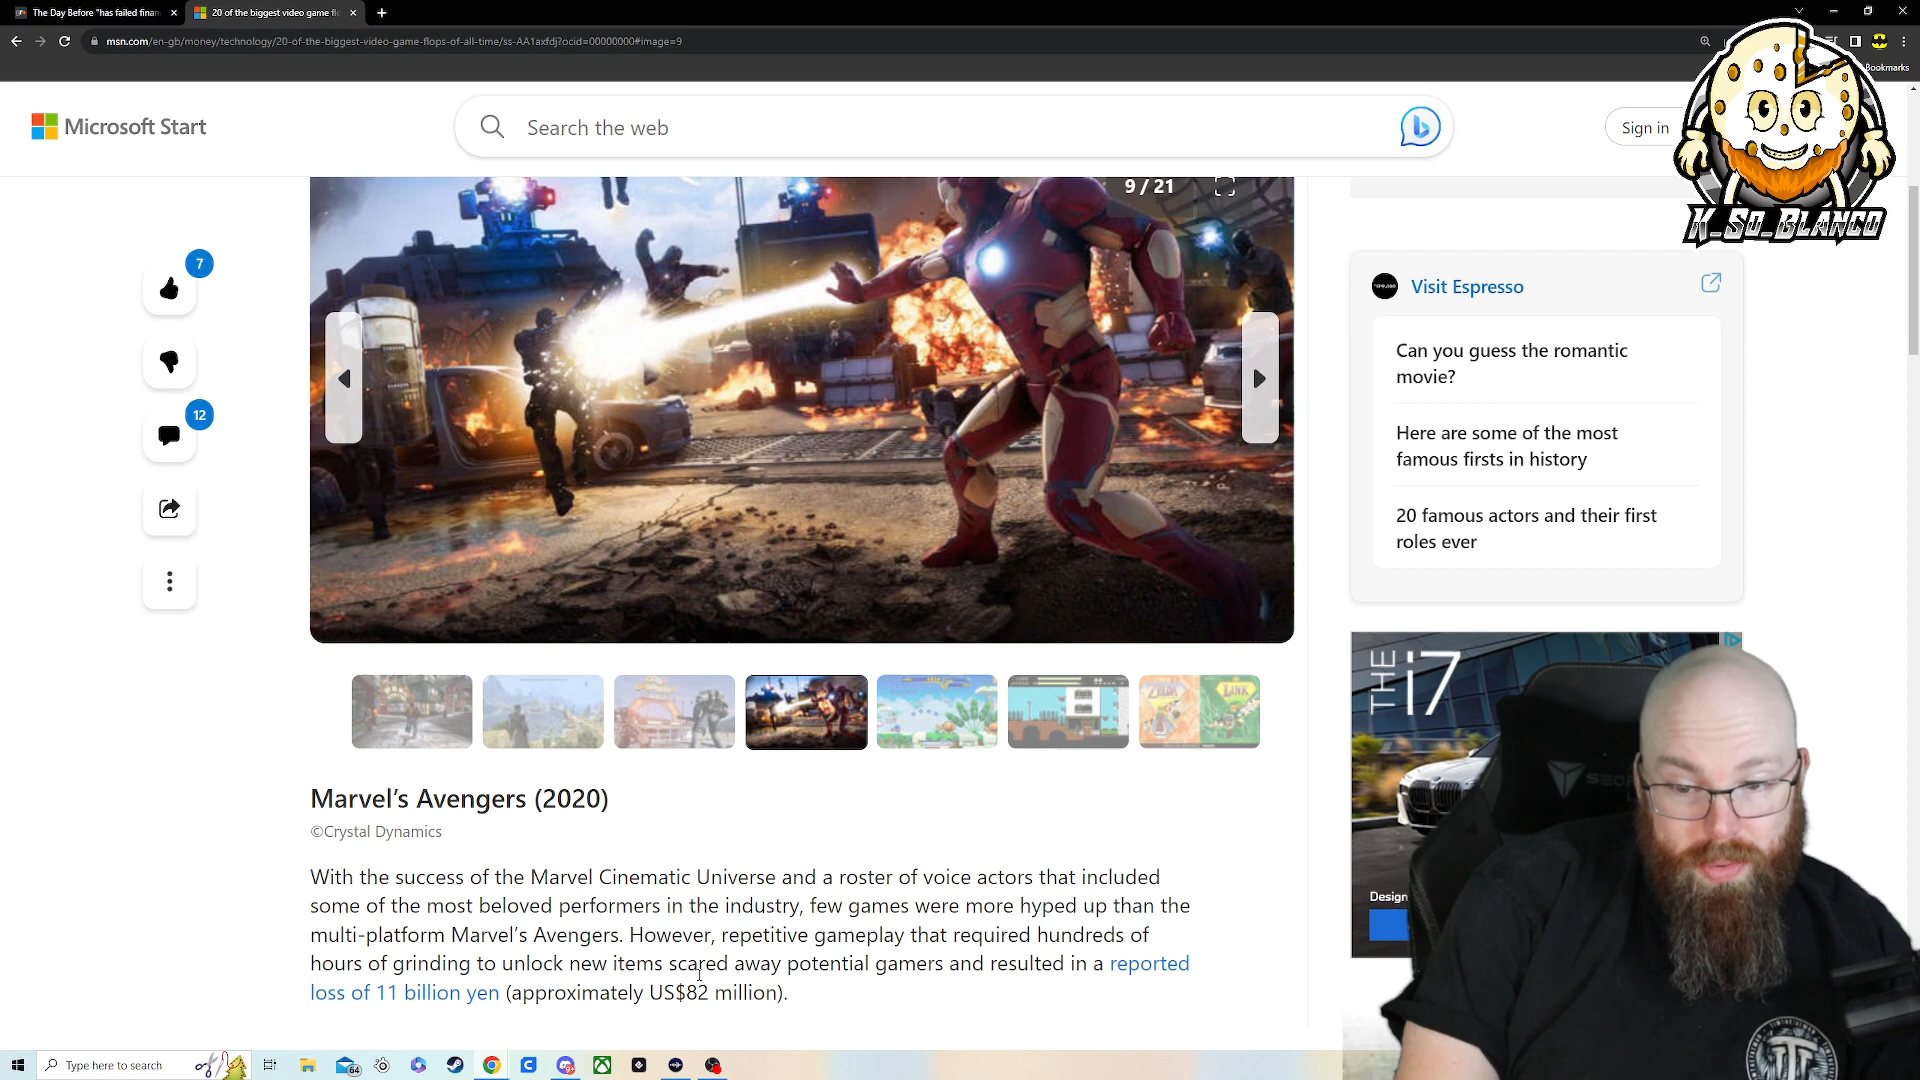 The Day Before "has failed finan
20 of the biggest video game fl
msn.com/en-gb/money/technology/20-of-the-biggest-video-game-flops-of-all-time/ss-AA1axfdj?ocid=00000000#image=9
Bookmarks
Microsoft Start
Search the web
Sign in
K_SO_BLANCO
9 / 21
7
12
Visit Espresso
Can you guess the romantic
movie?
Here are some of the most
famous firsts in history
20 famous actors and their first
roles ever
THE i7
Design
ZELDA
LINK
Marvel's Avengers (2020)
©Crystal Dynamics
With the success of the Marvel Cinematic Universe and a roster of voice actors that included
some of the most beloved performers in the industry, few games were more hyped up than the
multi-platform Marvel's Avengers. However, repetitive gameplay that required hundreds of
hours of grinding to unlock new items scared away potential gamers and resulted in a reported
loss of 11 billion yen (approximately US$82 million).
Type here to search
64